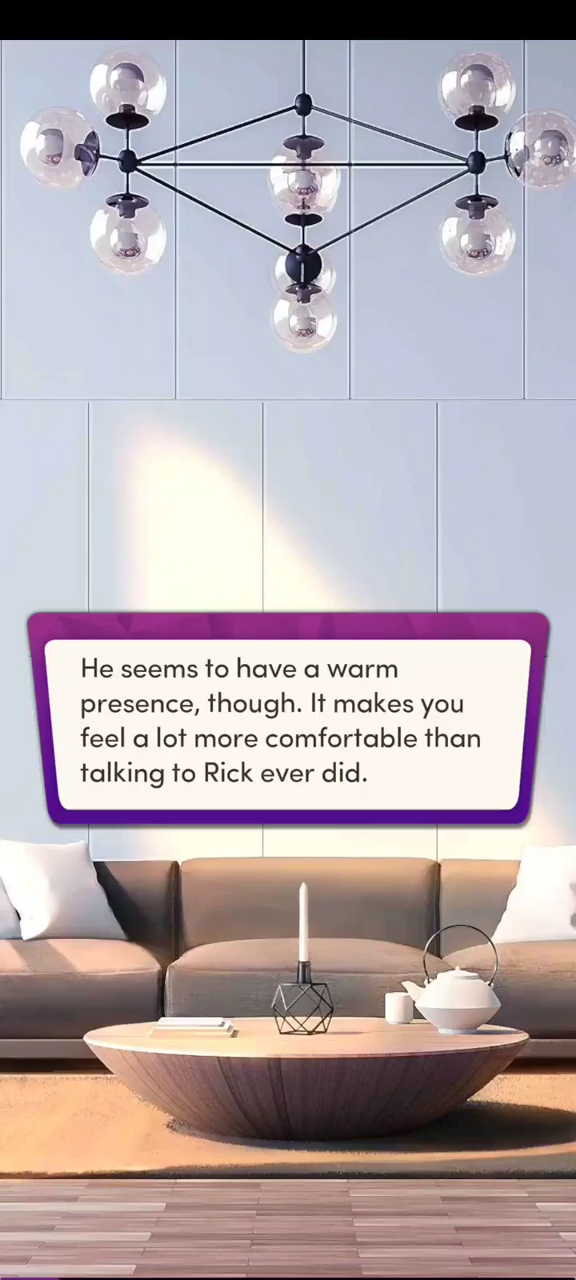 He seems to have a warm
presence, though. It makes you
feel a lot more comfortable than
talking to Rick ever did.